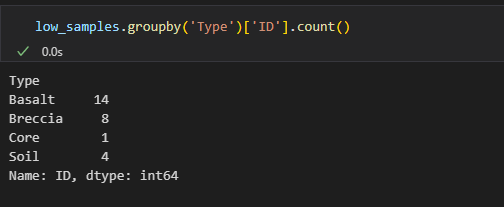 low_samples.groupby('Type')['ID'].count()
0.0s
Type
Basalt     14
Breccia     8
Core        1
Soil        4
Name: ID, dtype: int64